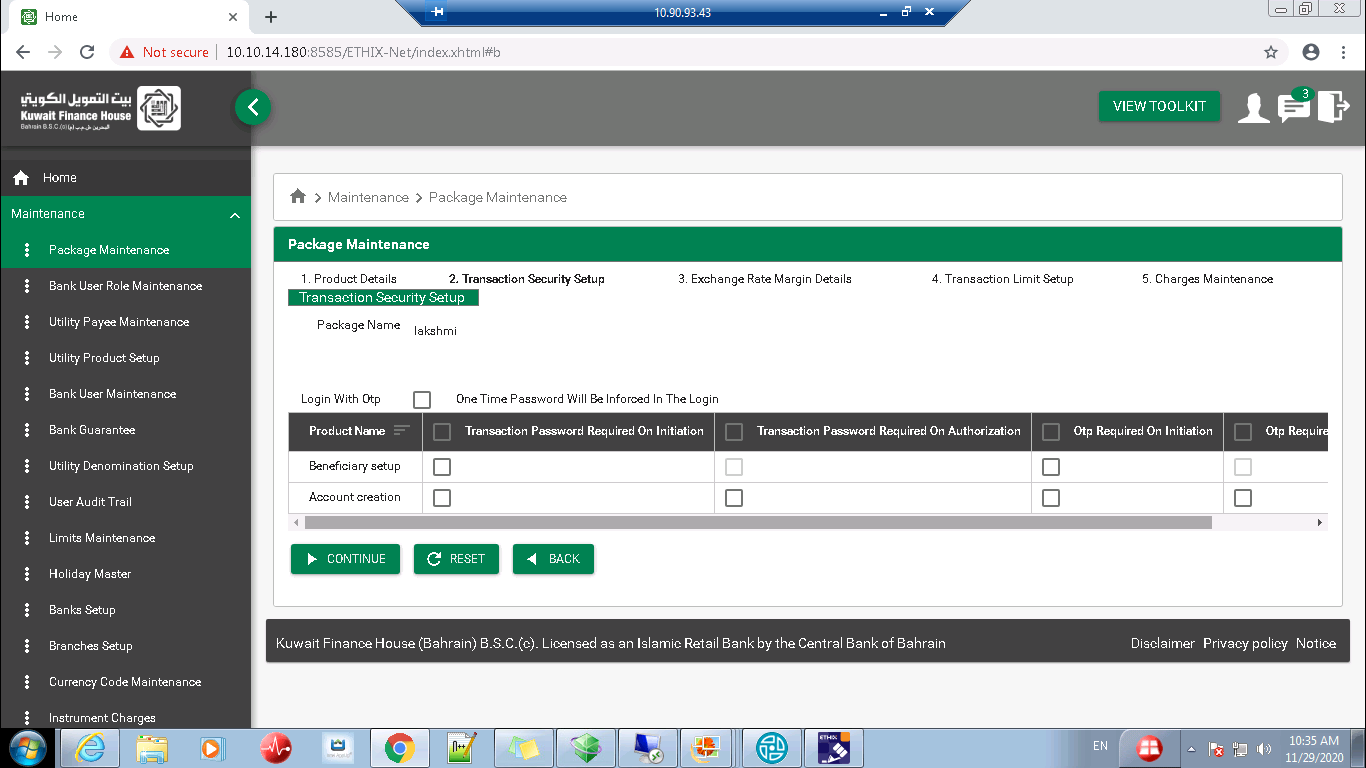 Home
10.90.93.43
Not secure
10.10.14.180:8585/ETHIX-Net/index.xhtml#b
بيت التمويل الكويتي
Kuwait Finance House
Bahrain B.S.C.(c)
VIEW TOOLKIT
3
Home
Maintenance
Package Maintenance
Bank User Role Maintenance
Utility Payee Maintenance
Utility Product Setup
Bank User Maintenance
Bank Guarantee
Utility Denomination Setup
User Audit Trail
Limits Maintenance
Holiday Master
Banks Setup
Branches Setup
Currency Code Maintenance
Instrument Charges
Maintenance Package Maintenance
Package Maintenance
1. Product Details 2. Transaction Security Setup 3. Exchange Rate Margin Details 4. Transaction Limit Setup 5. Charges Maintenance
Transaction Security Setup
Package Name lakshmi
Login With Otp One Time Password Will Be Inforced In The Login
Product Name Transaction Password Required On Initiation Transaction Password Required On Authorization Otp Required On Initiation Otp Require
Beneficiary setup
Account creation
CONTINUE RESET BACK
Kuwait Finance House (Bahrain) B.S.C.(c). Licensed as an Islamic Retail Bank by the Central Bank of Bahrain Disclaimer Privacy policy Notice
ETHIX
EN
10:35 AM
11/29/2020